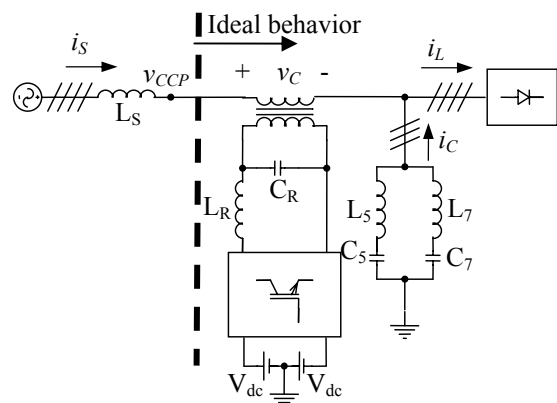 Ideal behavior
i_S
v_CCP
+ v_C -
i_L
L_S
i_C
C_R
L_R
L_5
L_7
C_5
C_7
V_dc
V_dc